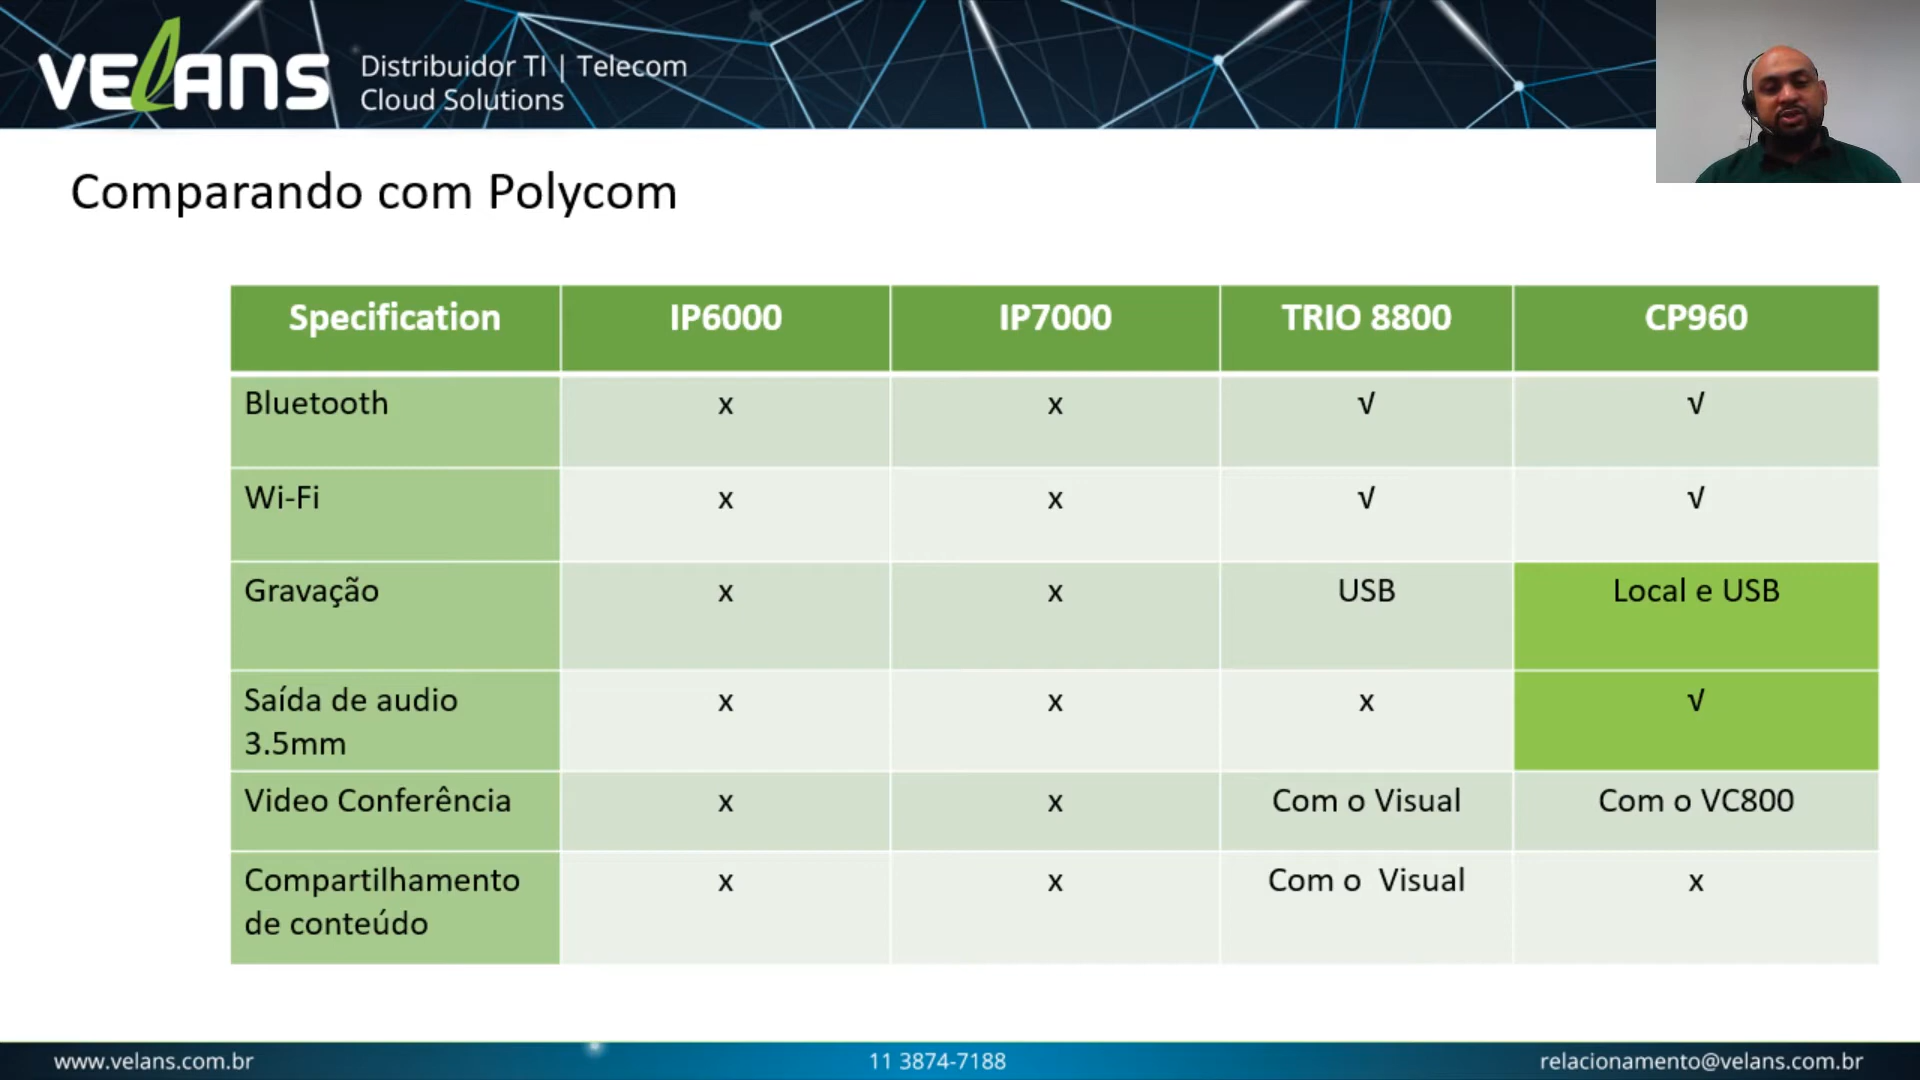 VELANS
Distribuidor TI | Telecom
Cloud Solutions
Comparando com Polycom
Specification IP6000 IP7000 TRIO 8800 CP960
Bluetooth x x √ √
Wi-Fi x x √ √
Gravação x x USB Local e USB
Saída de audio
3.5mm x x x √
Video Conferência x x Com o Visual Com o VC800
Compartilhamento
de conteúdo x x Com o Visual x
www.velans.com.br 11 3874-7188 relacionamento@velans.com.br